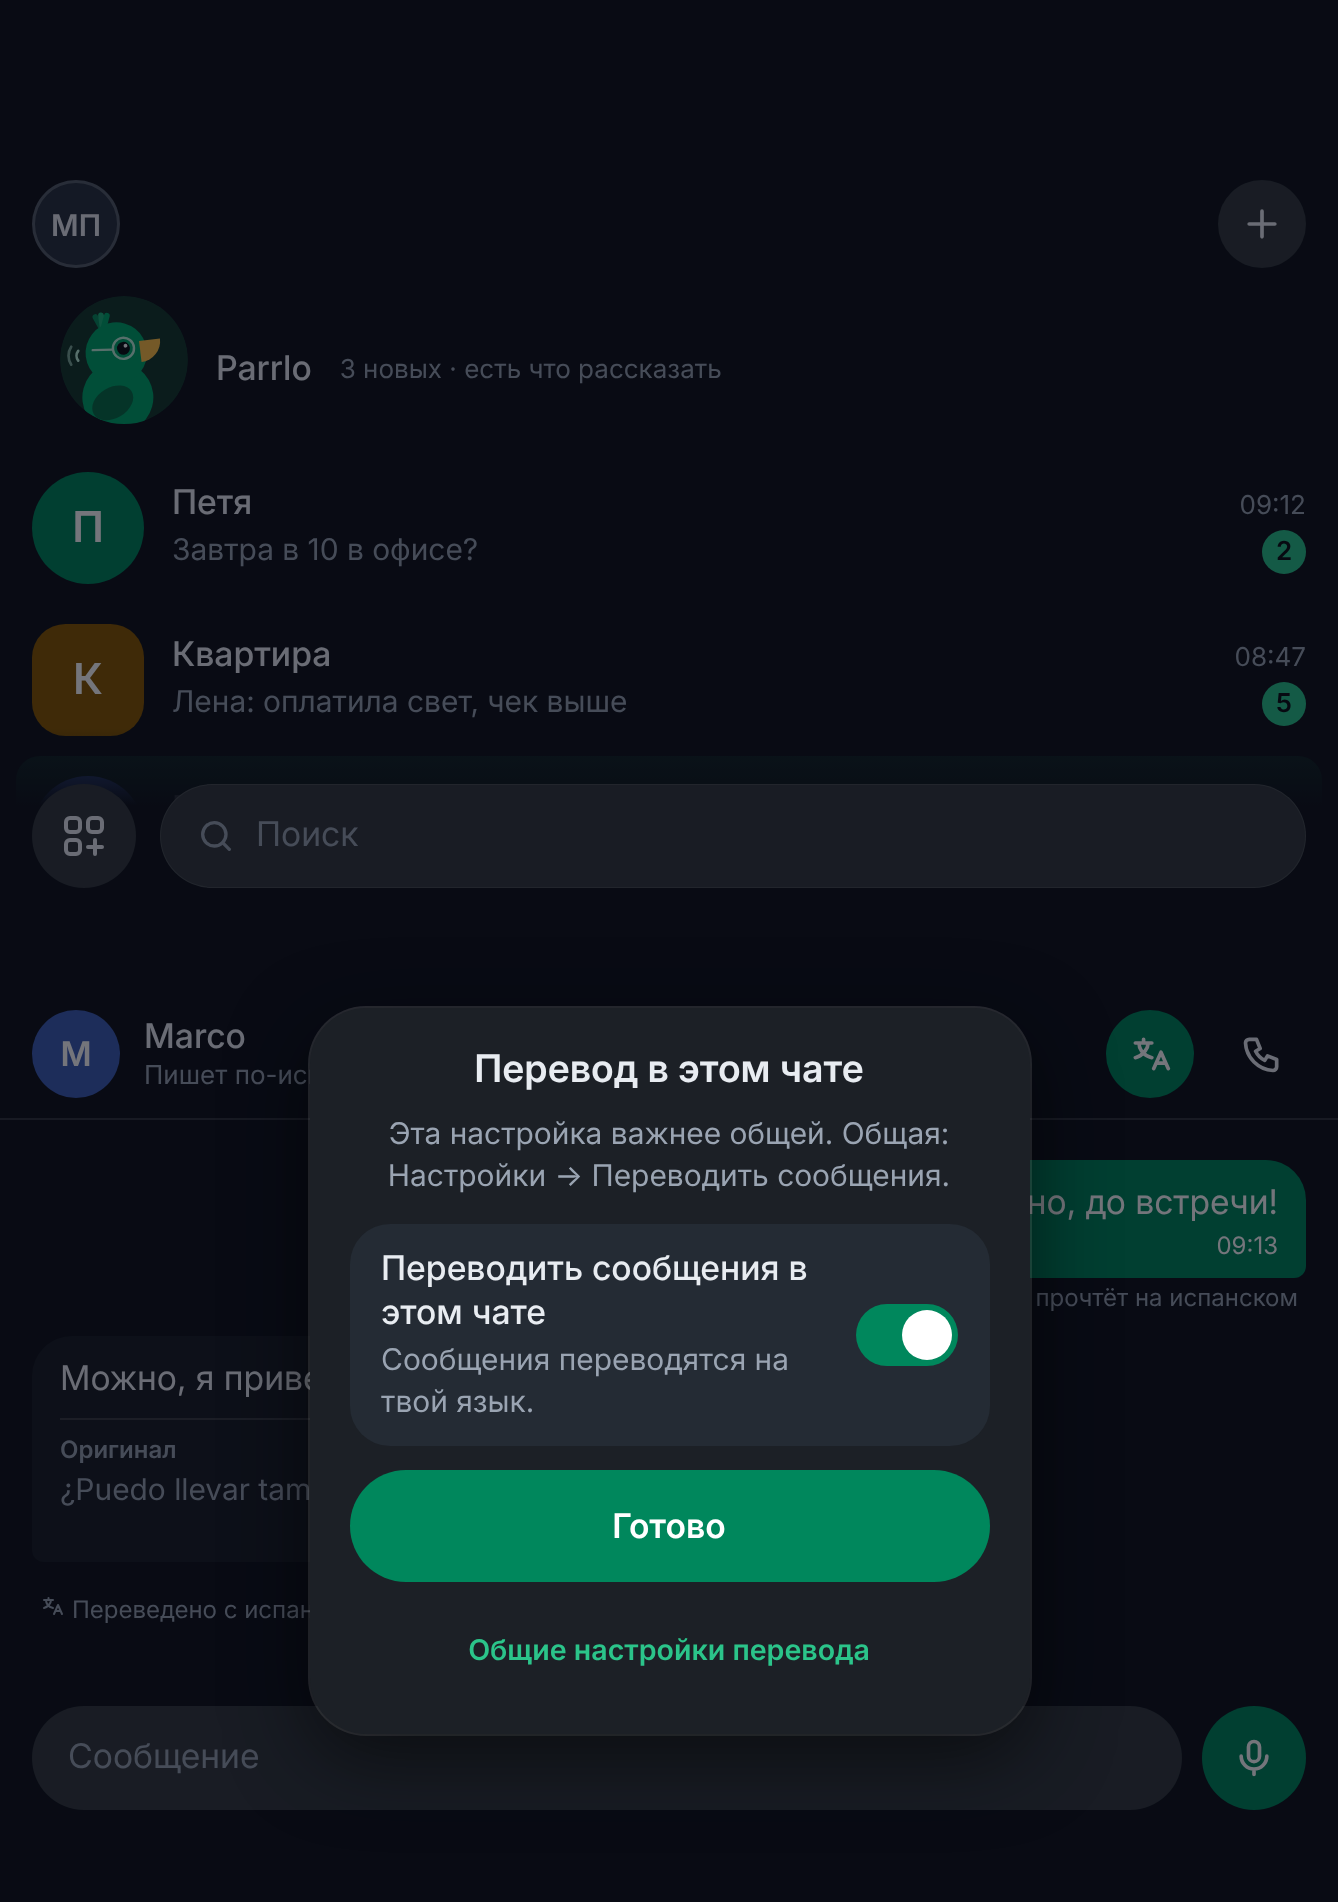 МП
Parrlo 3 новых · есть что рассказать
П
Петя
09:12
Завтра в 10 в офисе?
2
К
Квартира
08:47
Лена: оплатила свет, чек выше
5
Поиск
М
Marco
Пишет по-ис
Перевод в этом чате
Эта настройка важнее общей. Общая:
Настройки → Переводить сообщения.
но, до встречи!
09:13
прочтёт на испанском
Переводить сообщения в
этом чате
Сообщения переводятся на
твой язык.
Можно, я приве
Оригинал
¿Puedo llevar tam
Готово
Переведено с испан
Общие настройки перевода
Сообщение